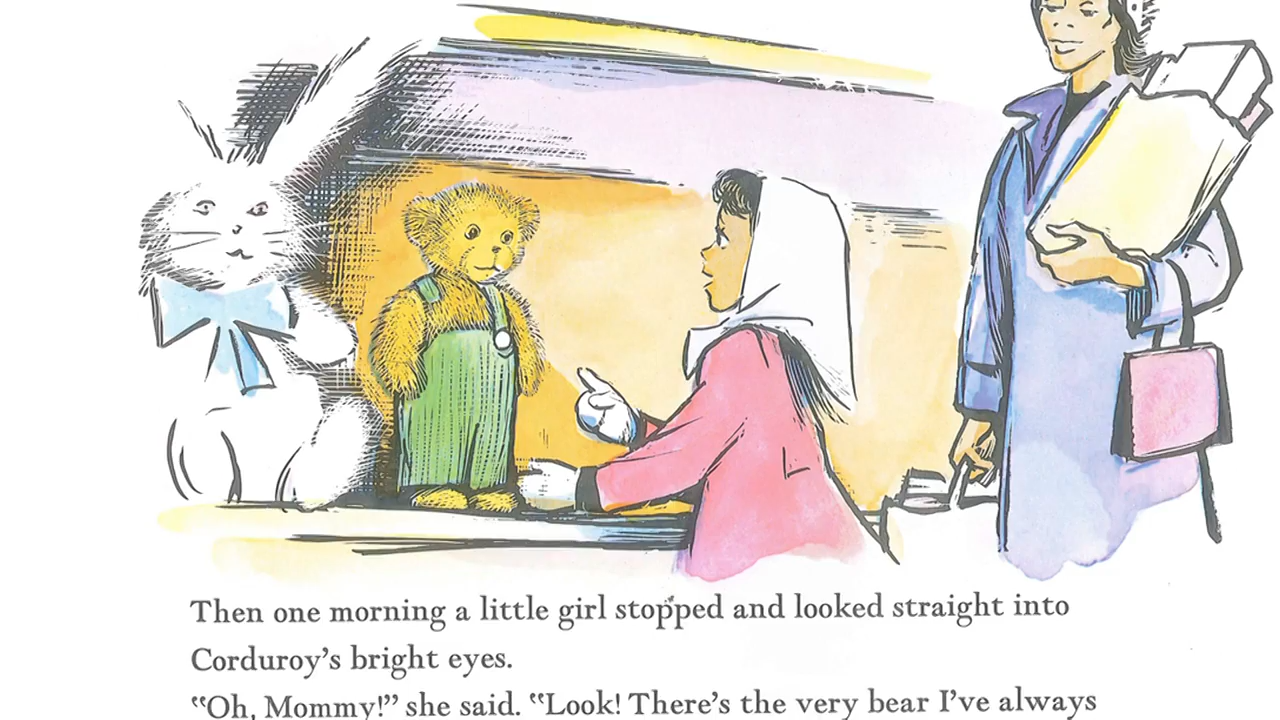 Then one morning a little girl stopped and looked straight into
Corduroy's bright eyes.
"Oh, Mommy!" she said. "Look! There's the very bear I've always